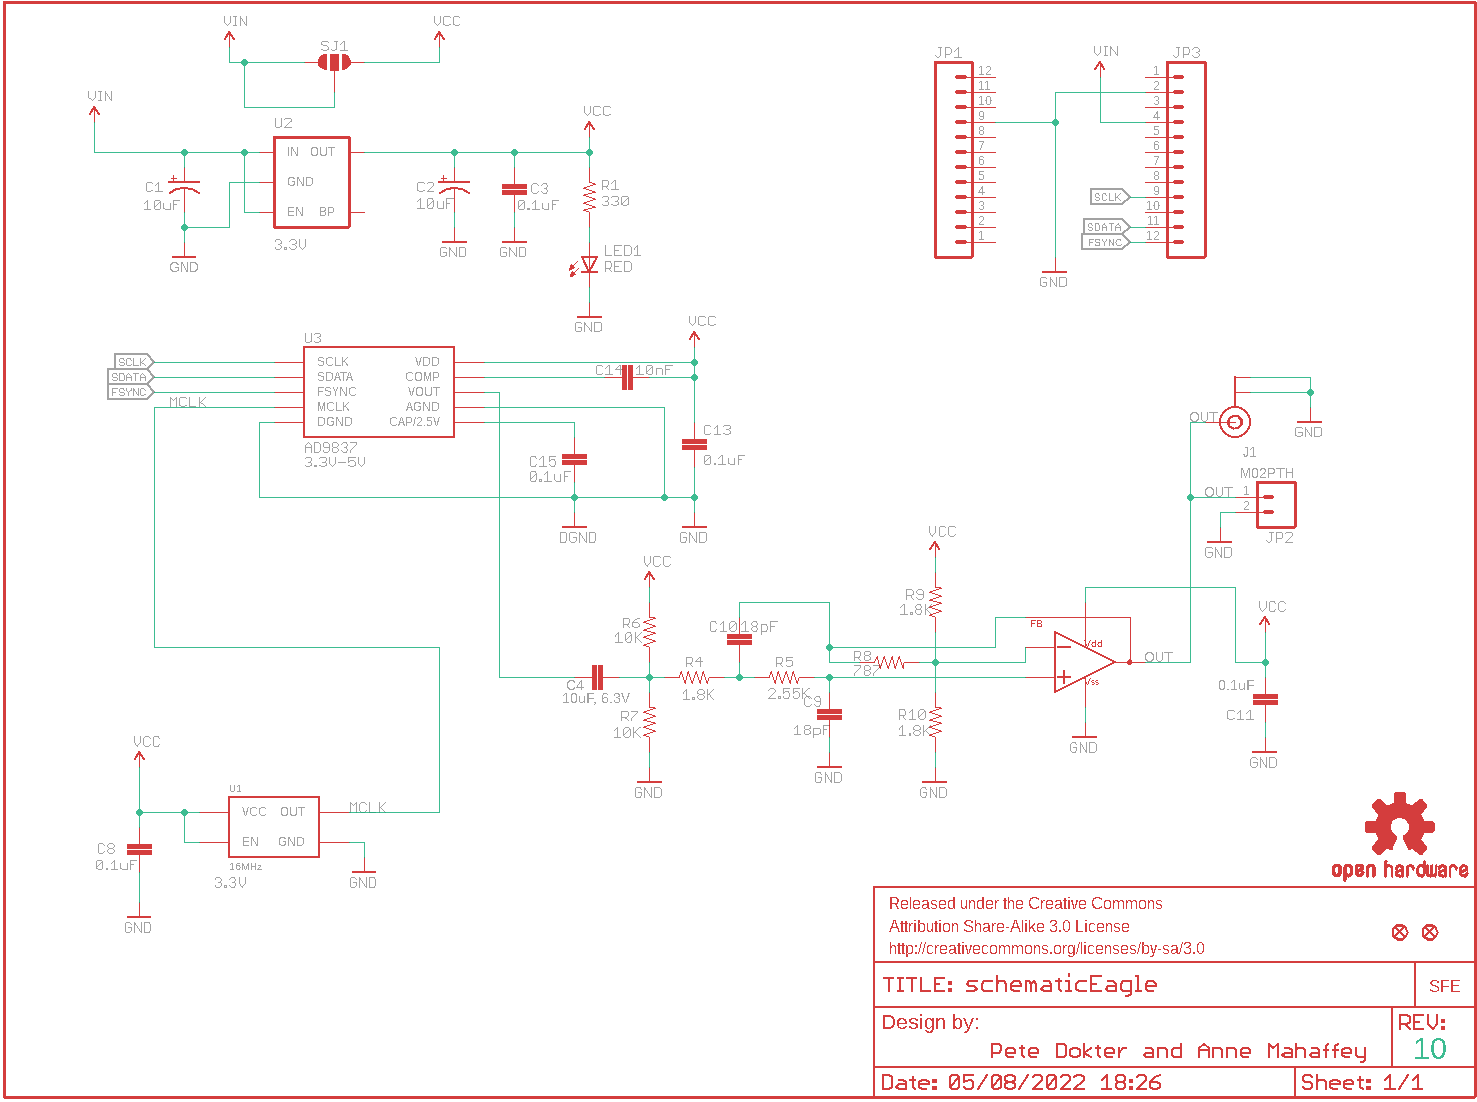 VIN
VCC
SJ1
VIN
U2
IN OUT
GND
EN BP
3.3V
C1
10uF
GND
C2
10uF
GND
C3
0.1uF
GND
VCC
R1
330
LED1
RED
GND
JP1
12
11
10
9
8
7
6
5
4
3
2
1
VIN
JP3
1
2
3
4
5
6
7
8
9
10
11
12
SCLK
SDATA
FSYNC
GND
U3
SCLK
SDATA
FSYNC
MCLK
SCLK VDD
SDATA COMP
FSYNC VOUT
MCLK AGND
DGND CAP/2.5V
AD9837
3.3V-5V
VCC
C14 10nF
C13
0.1uF
C15
0.1uF
DGND
GND
OUT
GND
J1
M02PTH
OUT 1
2
GND
JP2
VCC
R6
10K
C4
10uF, 6.3V
R7
10K
GND
R4
1.8K
C10 18pF
R5
2.55K
C9
18pF
GND
R8
787
VCC
R9
1.8K
R10
1.8K
GND
FB
Vdd
Vss
OUT
GND
VCC
0.1uF
C11
GND
VCC
C8
0.1uF
GND
U1
VCC OUT
EN GND
16MHz
3.3V
MCLK
GND
open hardware
Released under the Creative Commons
Attribution Share-Alike 3.0 License
http://creativecommons.org/licenses/by-sa/3.0
TITLE: schematicEagle
SFE
Design by:
Pete Dokter and Anne Mahaffey
REV:
10
Date: 05/08/2022 18:26
Sheet: 1/1